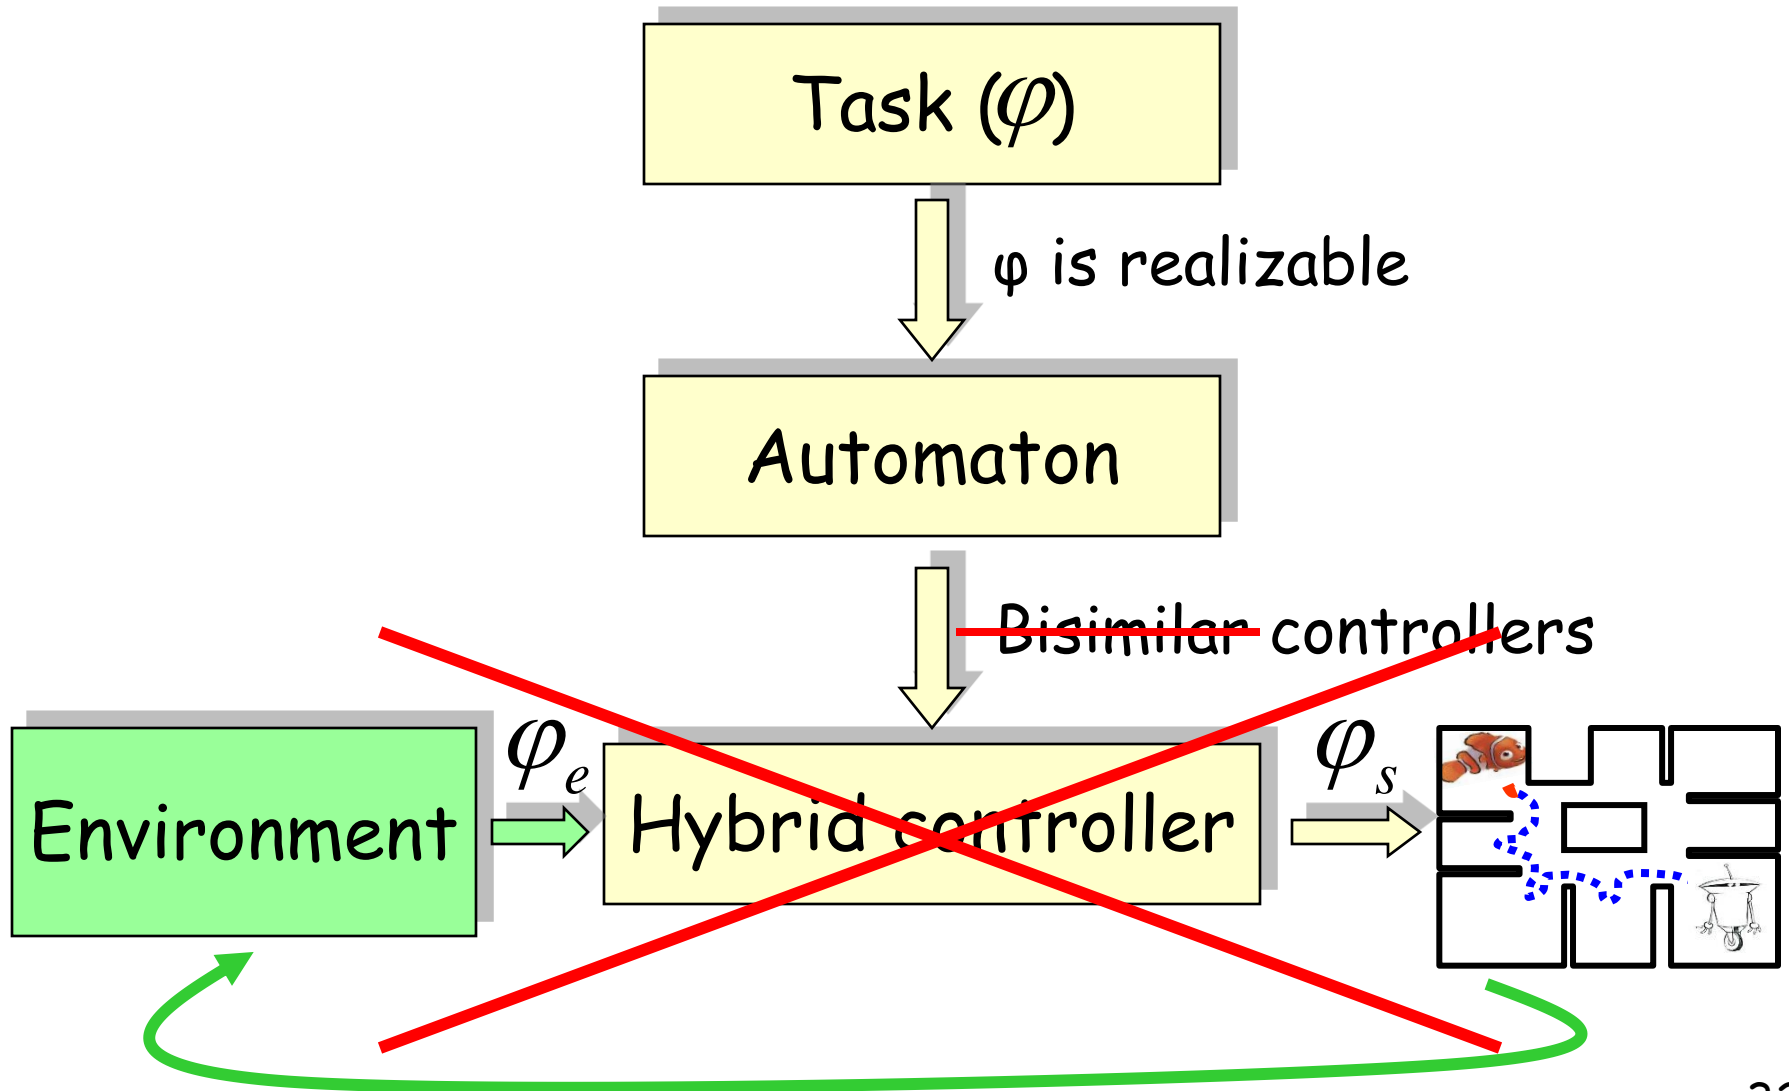 Task (φ)
φ is realizable
Automaton
Bisimilar controllers
φe
φs
Environment
Hybrid controller